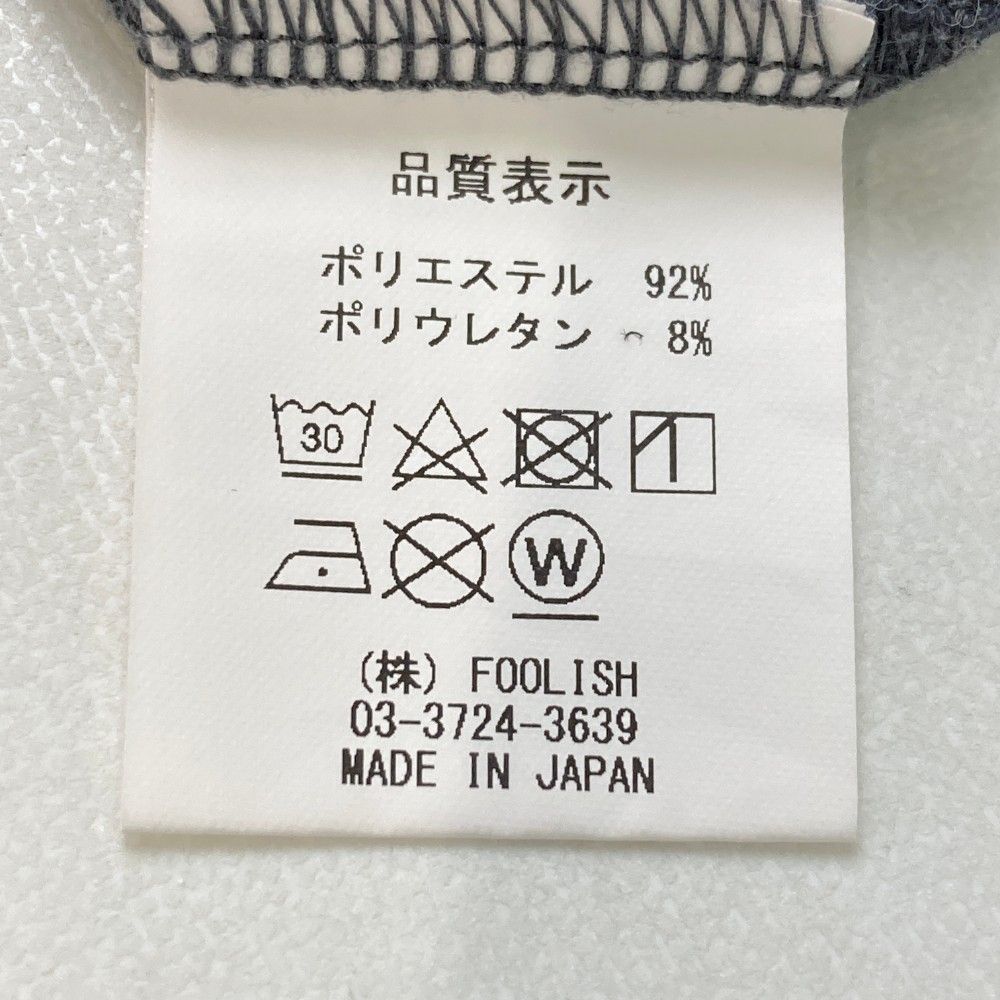 品質表示
ポリエステル 92%
ポリウレタン 8%
30
W
(株) FOOLISH
03-3724-3639
MADE IN JAPAN